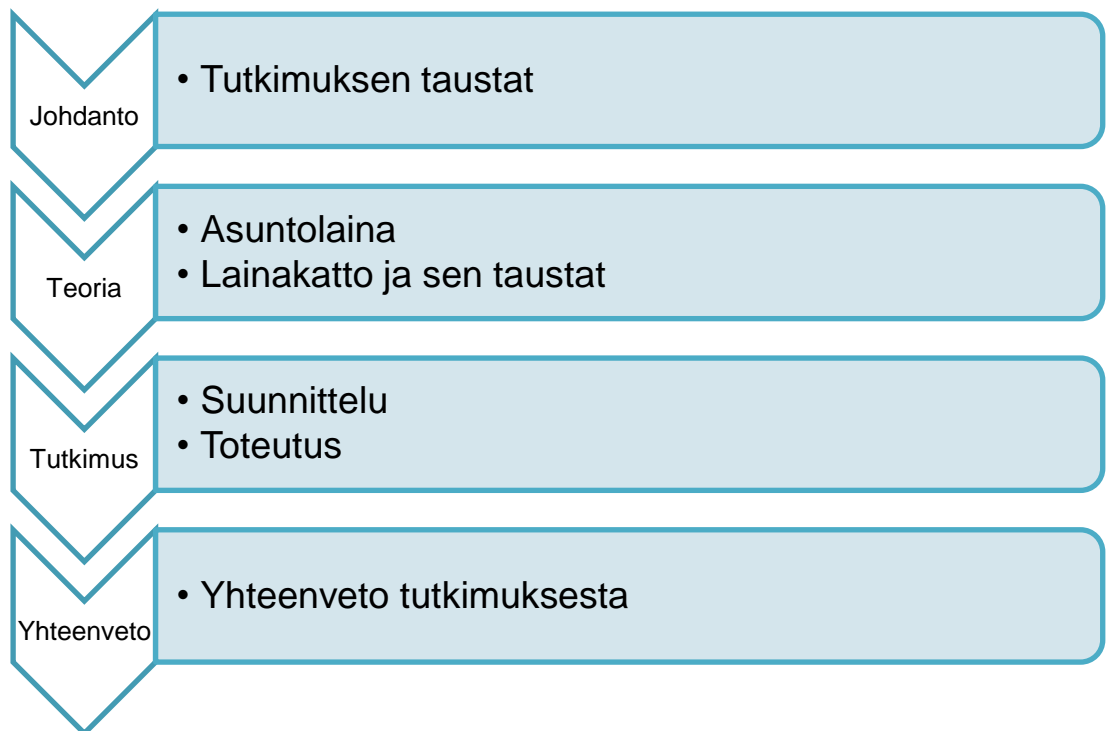 Johdanto
• Tutkimuksen taustat
Teoria
• Asuntolaina
• Lainakatto ja sen taustat
Tutkimus
• Suunnittelu
• Toteutus
Yhteenveto
• Yhteenveto tutkimuksesta